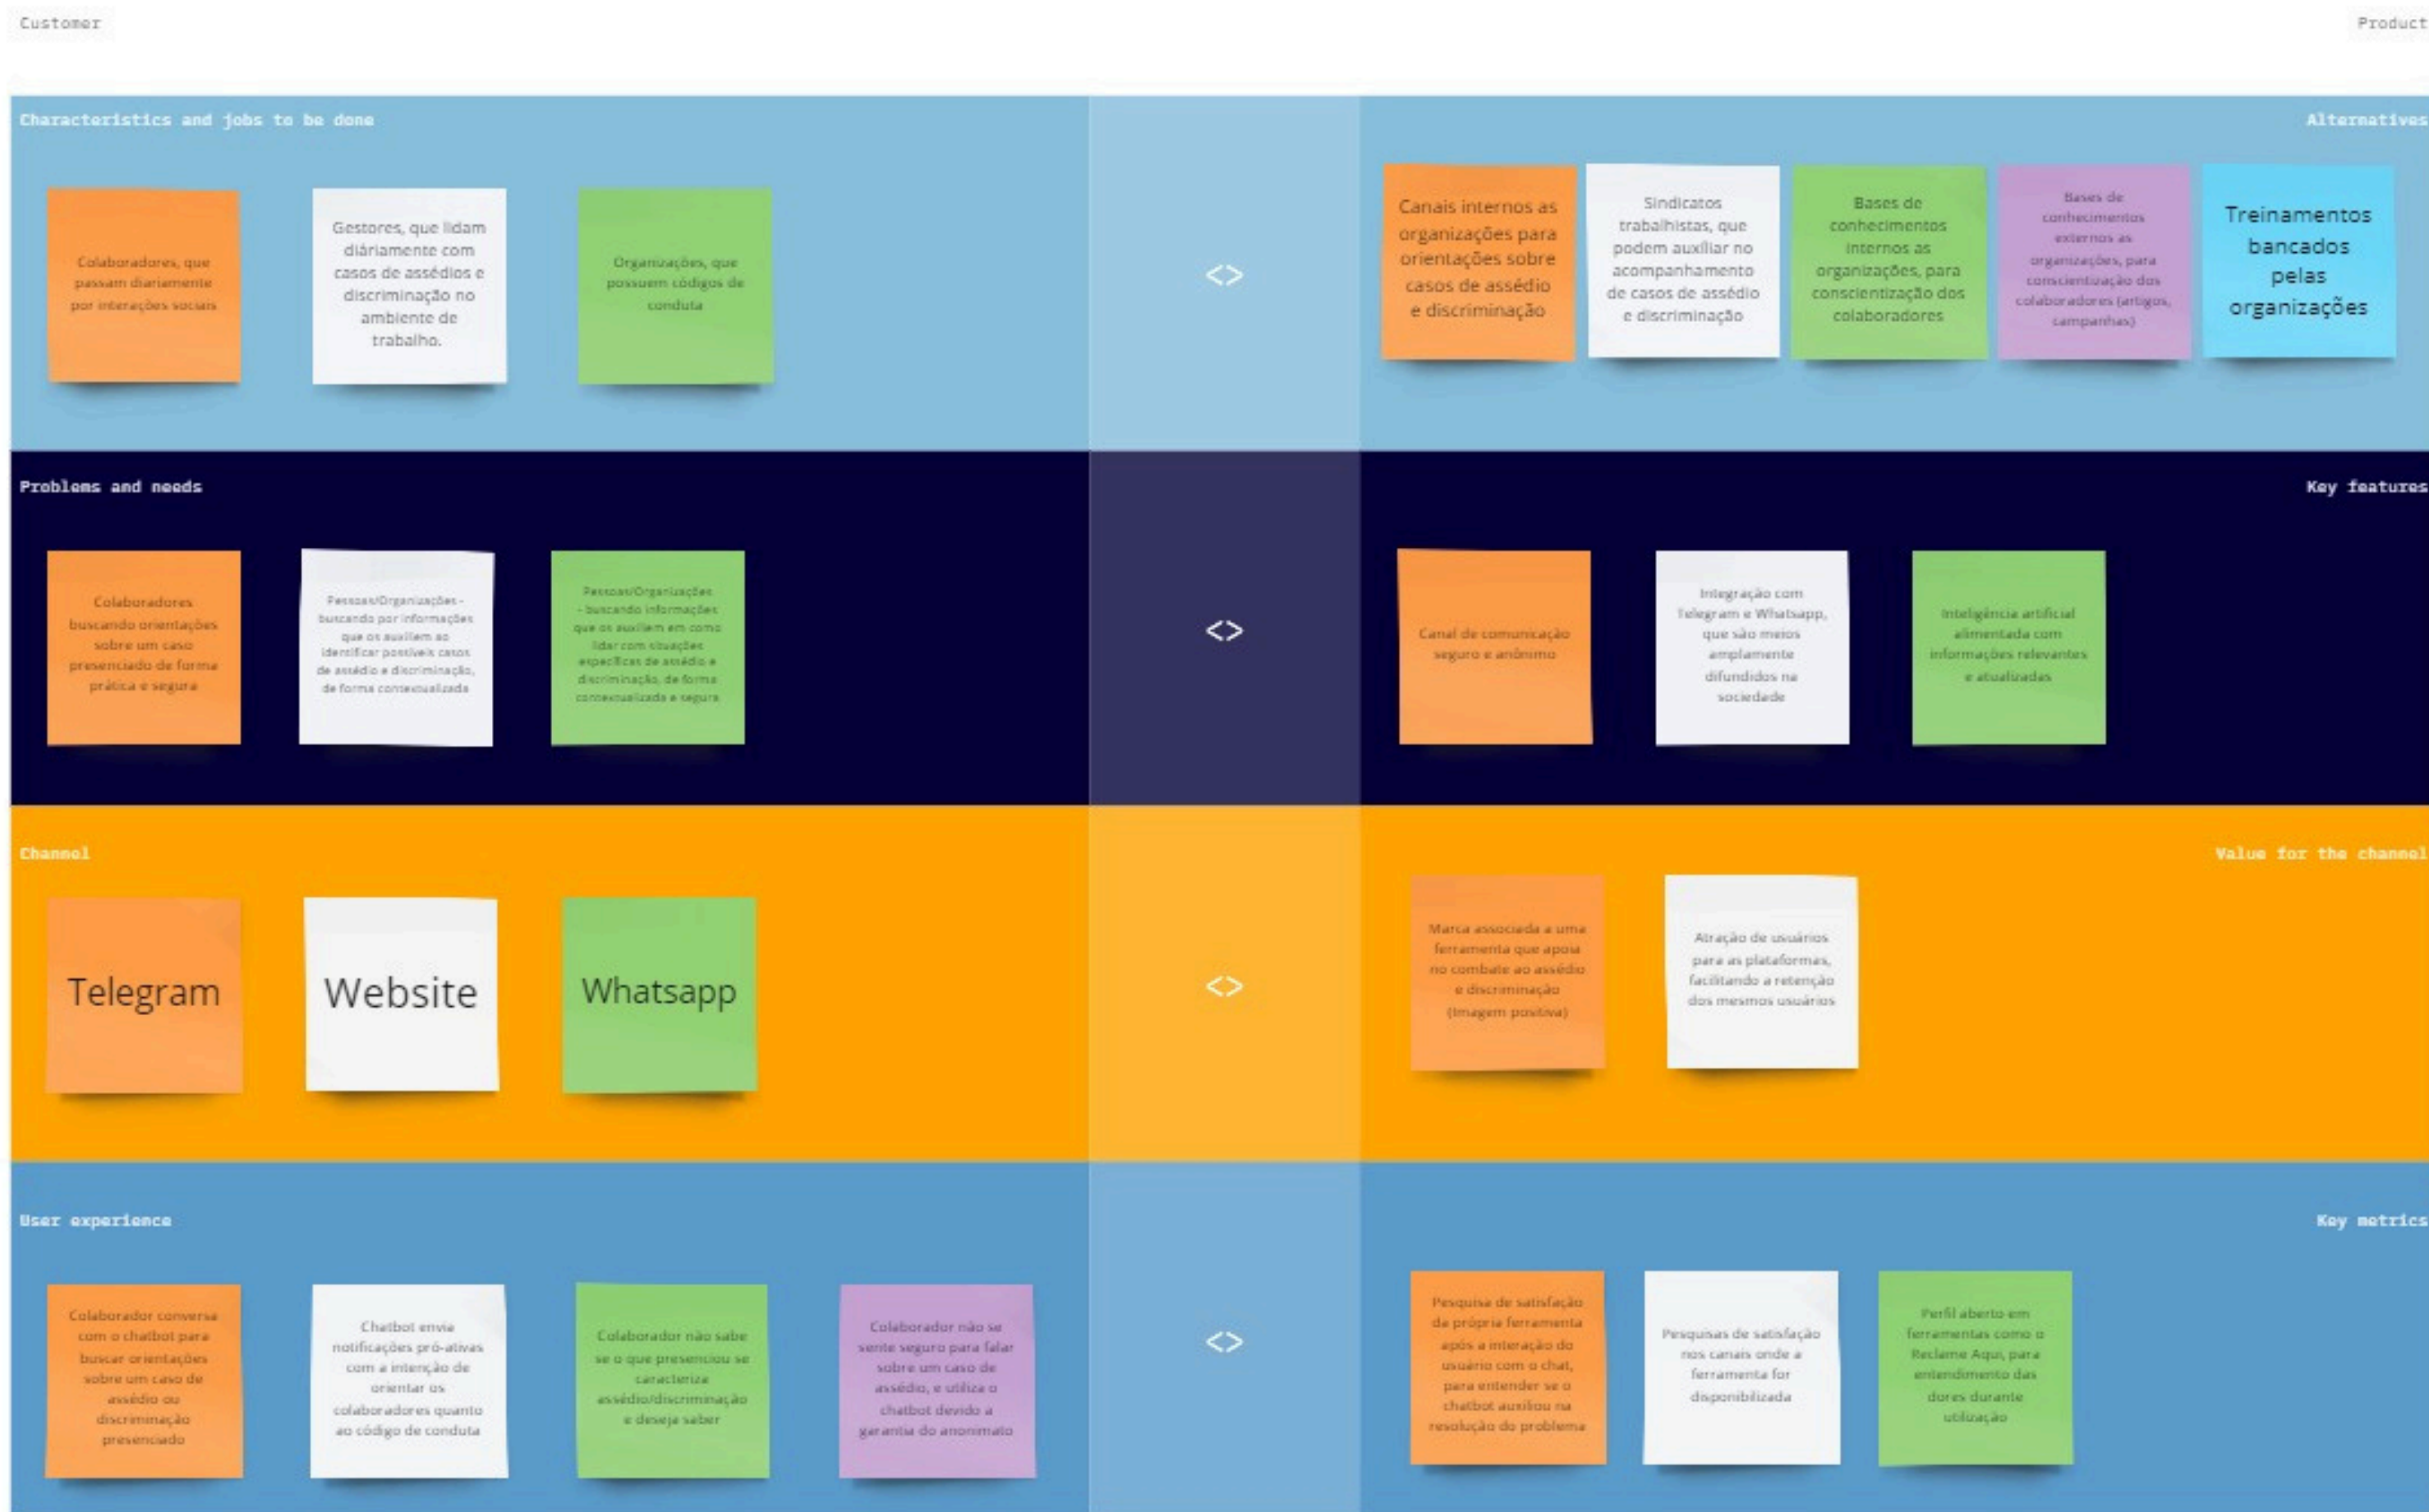 Customer
Product
Characteristics and jobs to be done
Alternatives
Colaboradores, que
passam diariamente
por interações sociais
Gestores, que lidam
diáriamente com
casos de assédios e
discriminação no
ambiente de
trabalho.
Organizações, que
possuem códigos de
conduta
<>
Canais internos as
organizações para
orientações sobre
casos de assédio
e discriminação
Sindicatos
trabalhistas, que
podem auxíliar no
acompanhamento
de casos de assédio
e discriminação
Bases de
conhecimentos
internos as
organizações, para
conscientização dos
colaboradores
Bases de
conhecimentos
externos as
organizações, para
conscientização dos
colaboradores (artigos,
campanhas)
Treinamentos
bancados
pelas
organizações
Problems and needs
Key features
Colaboradores
buscando orientações
sobre um caso
presenciado de forma
prática e segura
Pessoas/Organizações -
buscando por informações
que os auxiliem ao
identificar possíveis casos
de assédio e discriminação,
de forma contextualizada
Pessoas/Organizações
- buscando informações
que os auxiliem em como
lidar com situações
específicas de assédio e
discriminação, de forma
contextualizada e segura
<>
Canal de comunicação
seguro e anônimo
Integração com
Telegram e Whatsapp,
que são meios
amplamente
difundidos na
sociedade
Inteligência artificial
alimentada com
informações relevantes
e atualizadas
Channel
Value for the channel
Telegram
Website
Whatsapp
<>
Marca associada a uma
ferramenta que apoia
no combate ao assédio
e discriminação
(imagem positiva)
Atração de usuários
para as plataformas,
facilitando a retenção
dos mesmos usuários
User experience
Key metrics
Colaborador conversa
com o chatbot para
buscar orientações
sobre um caso de
assédio ou
discriminação
presenciado
Chatbot envia
notificações pró-ativas
com a intenção de
orientar os
colaboradores quanto
ao código de conduta
Colaborador não sabe
se o que presenciou se
caracteriza
assédio/discriminação
e deseja saber
Colaborador não se
sente seguro para falar
sobre um caso de
assédio, e utiliza o
chatbot devido a
garantia do anonimato
<>
Pesquisa de satisfação
da própria ferramenta
após a interação do
usuário com o chat,
para entender se o
chatbot auxiliou na
resolução do problema
Pesquisas de satisfação
nos canais onde a
ferramenta for
disponibilizada
Perfil aberto em
ferramentas como o
Reclame Aqui, para
entendimento das
dores durante
utilização